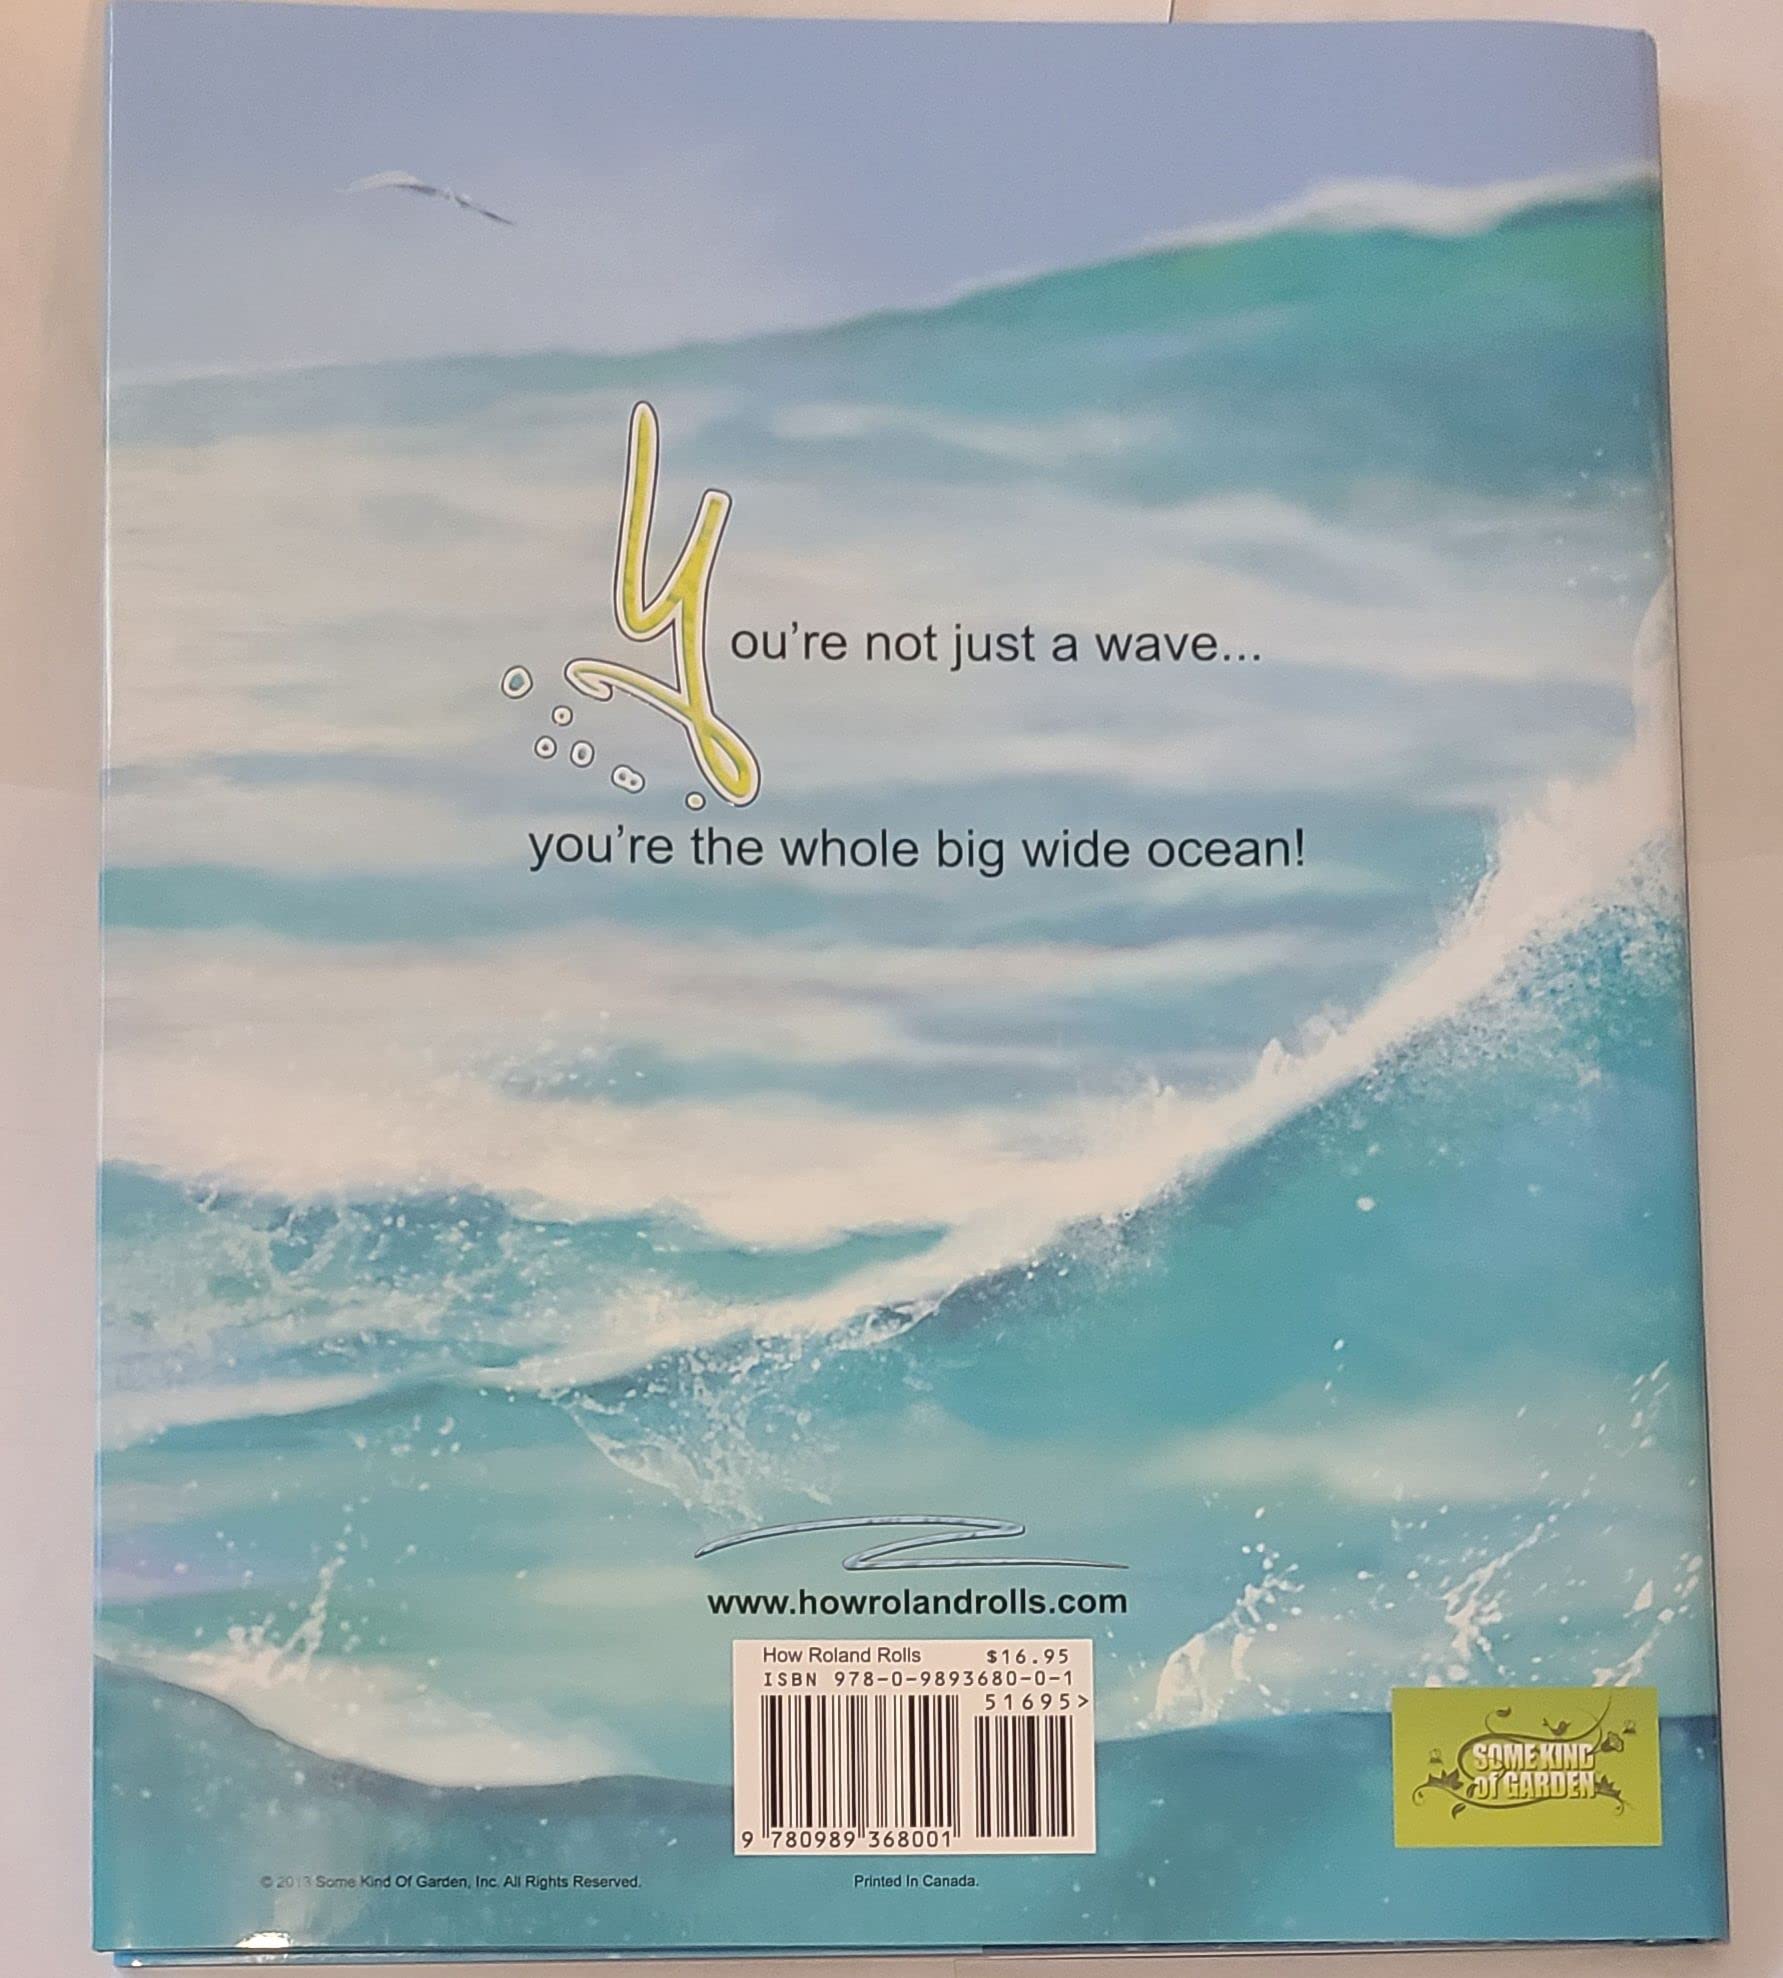 You're not just a wave...
you're the whole big wide ocean!
www.howrolandrolls.com
How Roland Rolls $16.95
ISBN 978-0-9893680-0-1
51695>
9 780989 368001
SOME KIND
Of GARDEN
© 2013 Some Kind Of Garden, Inc. All Rights Reserved. Printed In Canada.